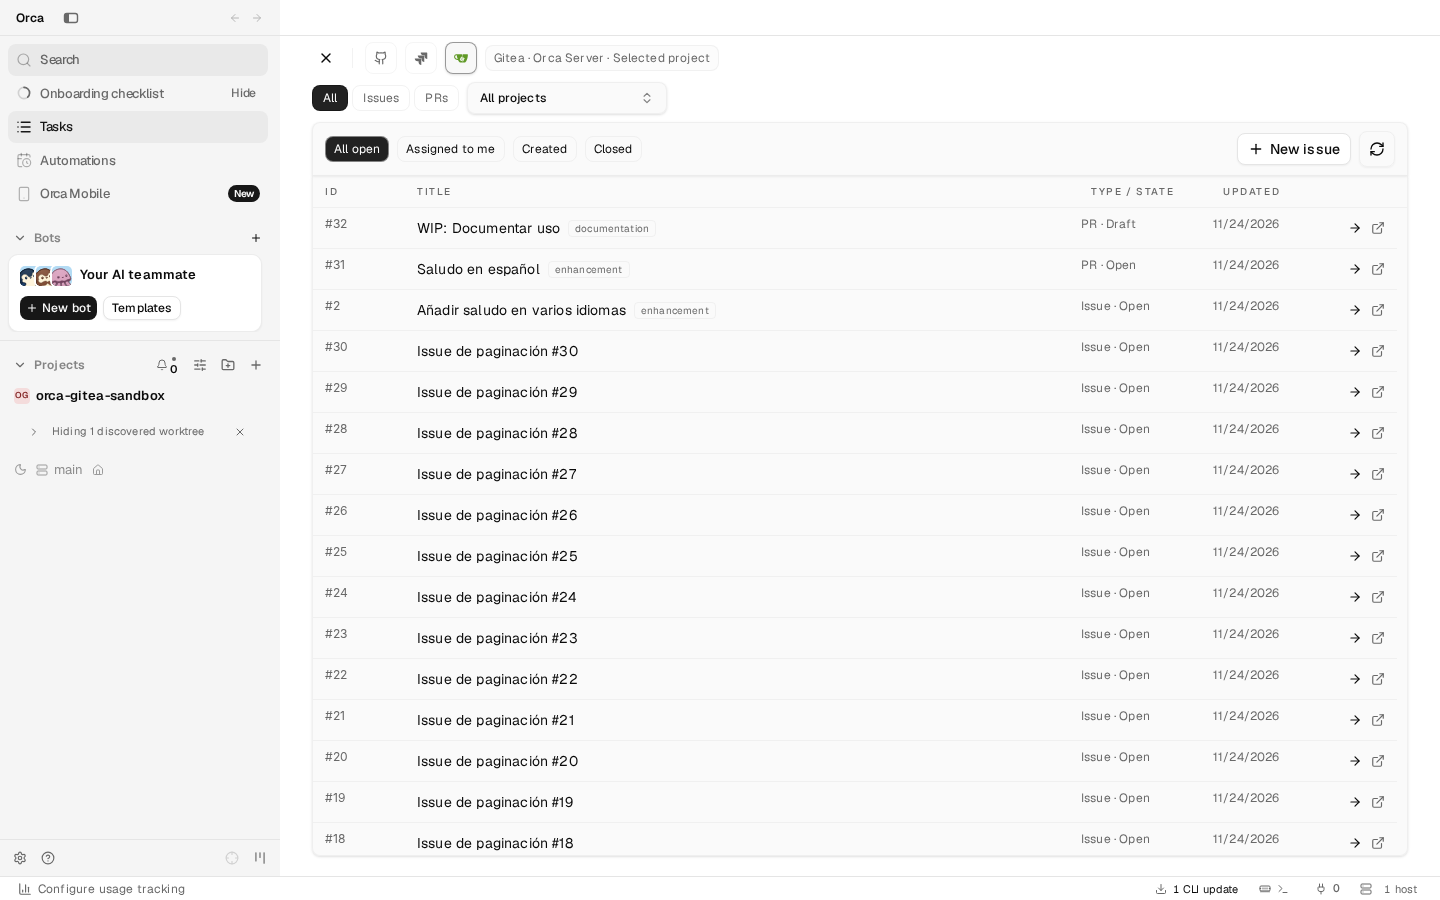 Orca
Search
Onboarding checklist Hide
Tasks
Automations
Orca Mobile New
Bots
Your AI teammate
New bot Templates
Projects 0
OG orca-gitea-sandbox
Hiding 1 discovered worktree
main
Gitea · Orca Server · Selected project
All Issues PRs All projects
All open Assigned to me Created Closed New issue
ID TITLE TYPE / STATE UPDATED
#32 WIP: Documentar uso documentation PR · Draft 11/24/2026
#31 Saludo en español enhancement PR · Open 11/24/2026
#2 Añadir saludo en varios idiomas enhancement Issue · Open 11/24/2026
#30 Issue de paginación #30 Issue · Open 11/24/2026
#29 Issue de paginación #29 Issue · Open 11/24/2026
#28 Issue de paginación #28 Issue · Open 11/24/2026
#27 Issue de paginación #27 Issue · Open 11/24/2026
#26 Issue de paginación #26 Issue · Open 11/24/2026
#25 Issue de paginación #25 Issue · Open 11/24/2026
#24 Issue de paginación #24 Issue · Open 11/24/2026
#23 Issue de paginación #23 Issue · Open 11/24/2026
#22 Issue de paginación #22 Issue · Open 11/24/2026
#21 Issue de paginación #21 Issue · Open 11/24/2026
#20 Issue de paginación #20 Issue · Open 11/24/2026
#19 Issue de paginación #19 Issue · Open 11/24/2026
#18 Issue de paginación #18 Issue · Open 11/24/2026
Configure usage tracking 1 CLI update 0 1 host